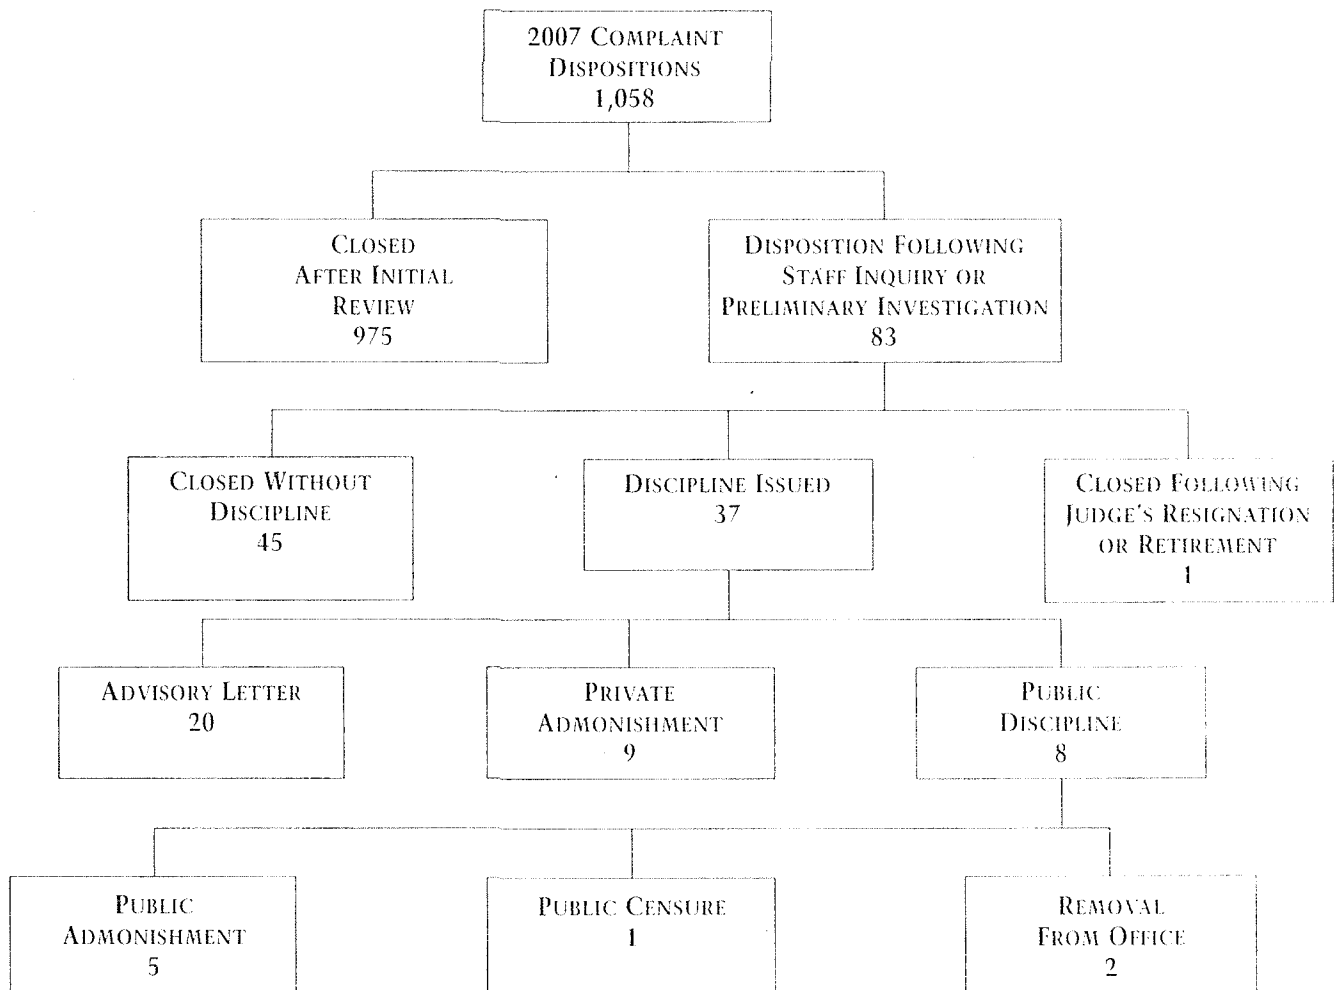 2007 COMPLAINT
DISPOSITIONS
1,058
CLOSED
AFTER INITIAL
REVIEW
975
DISPOSITION FOLLOWING
STAFF INQUIRY OR
PRELIMINARY INVESTIGATION
83
CLOSED WITHOUT
DISCIPLINE
45
DISCIPLINE ISSUED
37
CLOSED FOLLOWING
JUDGE'S RESIGNATION
OR RETIREMENT
1
ADVISORY LETTER
20
PRIVATE
ADMONISHMENT
9
PUBLIC
DISCIPLINE
8
PUBLIC
ADMONISHMENT
5
PUBLIC CENSURE
1
REMOVAL
FROM OFFICE
2